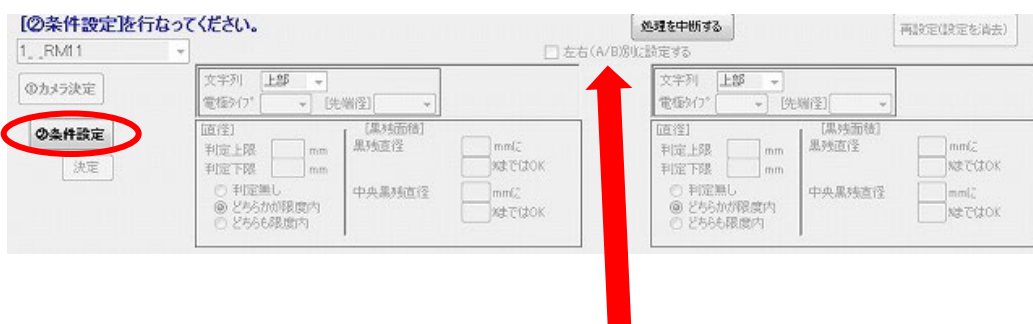 [②条件設定]を行なってください。
処理を中断する
再設定(設定を消去)
1_ _RM11
左右(A/B)別に設定する
①カメラ決定
②条件設定
決定
文字列 上部
電極タイプ [先端径]
[直径] [黒残面積]
判定上限 mm 黒残直径 mmに
判定下限 mm %まではOK
判定無し 中央黒残直径 mmに
どちらかが限度内 %まではOK
どちらも限度内
文字列 上部
電極タイプ [先端径]
[直径] [黒残面積]
判定上限 mm 黒残直径 mmに
判定下限 mm %まではOK
判定無し 中央黒残直径 mmに
どちらかが限度内 %まではOK
どちらも限度内